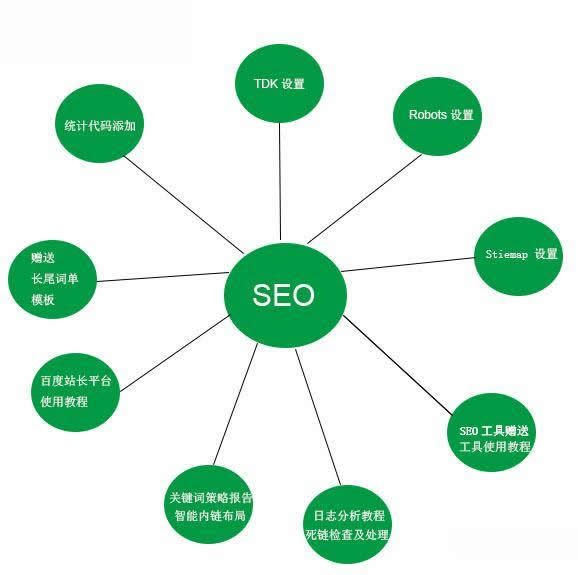 TDK 设置
Robots 设置
统计代码添加
Stiemap 设置
赠送
长尾词单
模板
SEO
百度站长平台
使用教程
SEO 工具赠送
工具使用教程
关键词策略报告
智能内链布局
日志分析教程
死链检查及处理